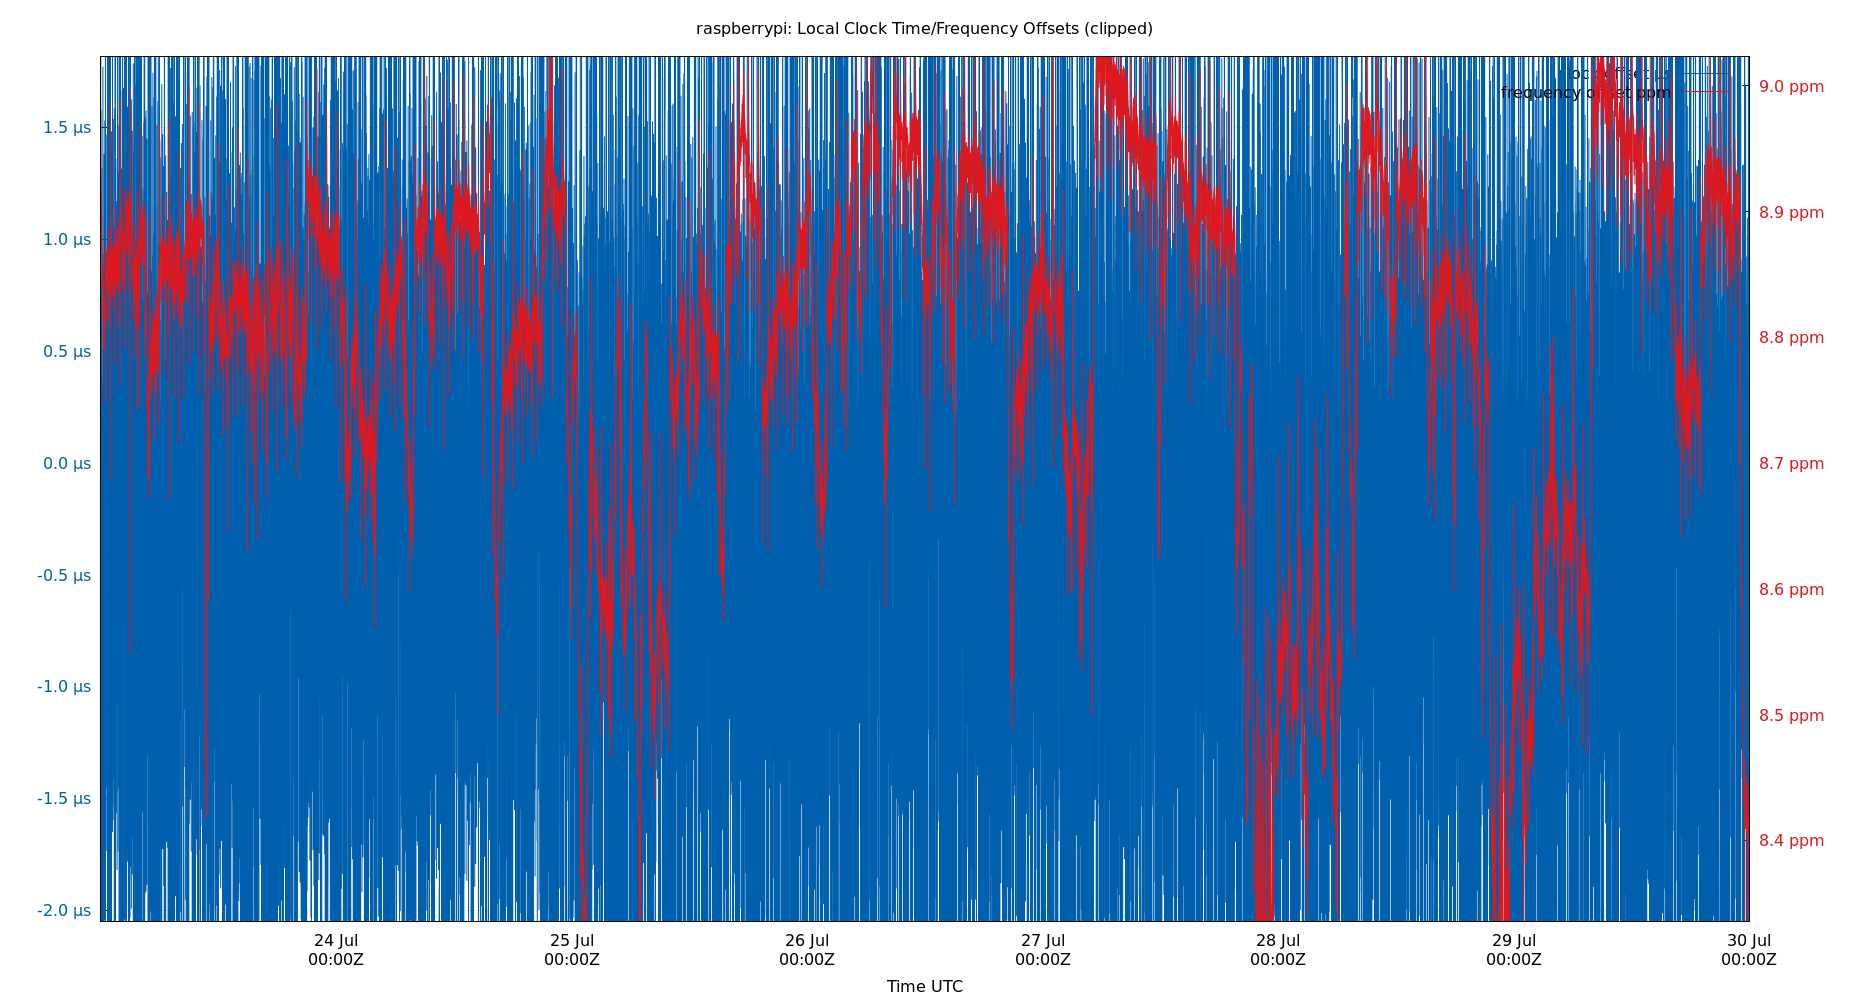 raspberrypi: Local Clock Time/Frequency Offsets (clipped)
clock offset µs
frequency offset ppm
1.5 µs
1.0 µs
0.5 µs
0.0 µs
-0.5 µs
-1.0 µs
-1.5 µs
-2.0 µs
9.0 ppm
8.9 ppm
8.8 ppm
8.7 ppm
8.6 ppm
8.5 ppm
8.4 ppm
24 Jul 25 Jul 26 Jul 27 Jul 28 Jul 29 Jul 30 Jul
00:00Z 00:00Z 00:00Z 00:00Z 00:00Z 00:00Z 00:00Z
Time UTC